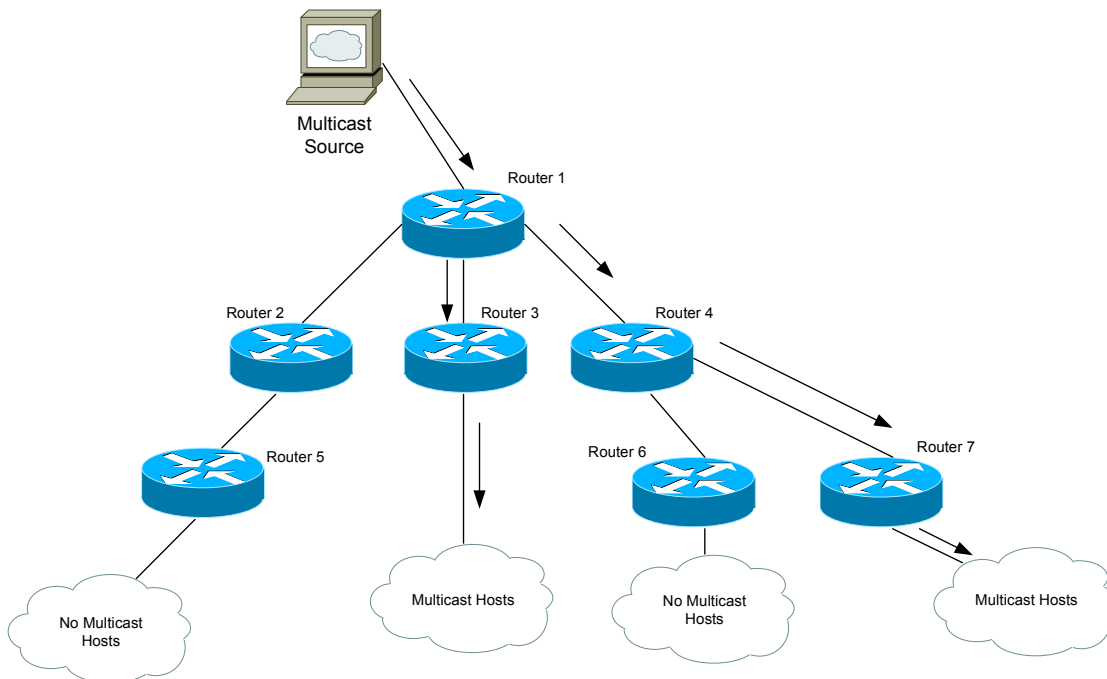 Multicast
Source
Router 1
Router 2
Router 3
Router 4
Router 5
Router 6
Router 7
No Multicast
Hosts
Multicast Hosts
No Multicast
Hosts
Multicast Hosts